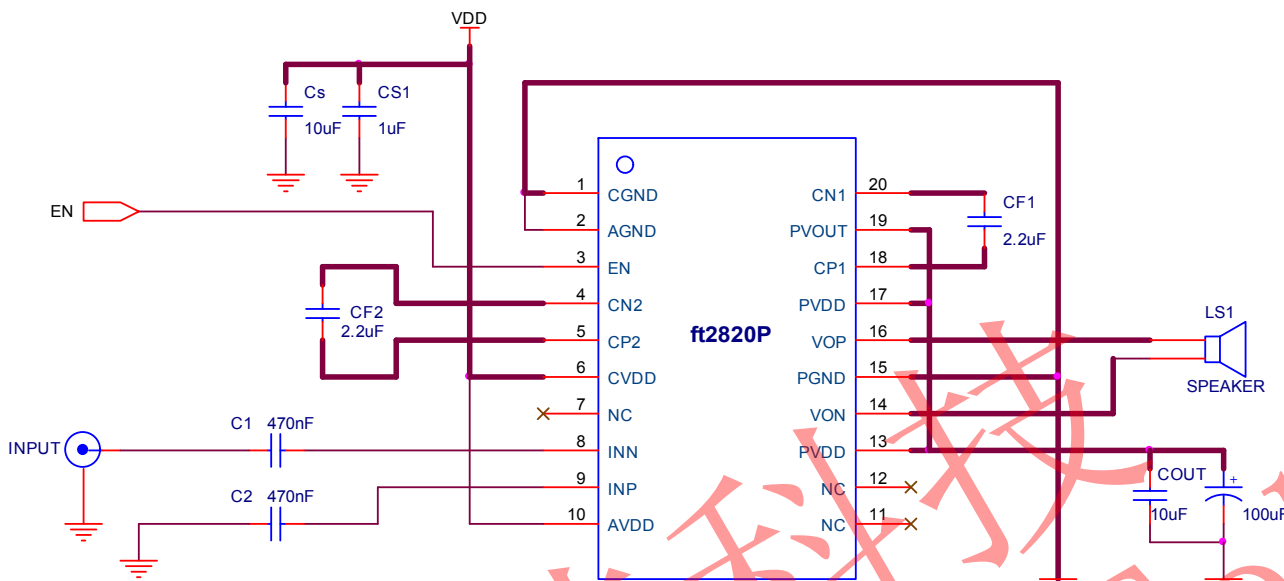 VDD
Cs
10uF
CS1
1uF
EN
CF2
2.2uF
INPUT
C1 470nF
C2 470nF
1 CGND
2 AGND
3 EN
4 CN2
5 CP2
6 CVDD
7 NC
8 INN
9 INP
10 AVDD
ft2820P
CN1 20
PVOUT 19
CP1 18
PVDD 17
VOP 16
PGND 15
VON 14
PVDD 13
NC 12
NC 11
CF1
2.2uF
LS1
SPEAKER
COUT
10uF
+
100uF
科技